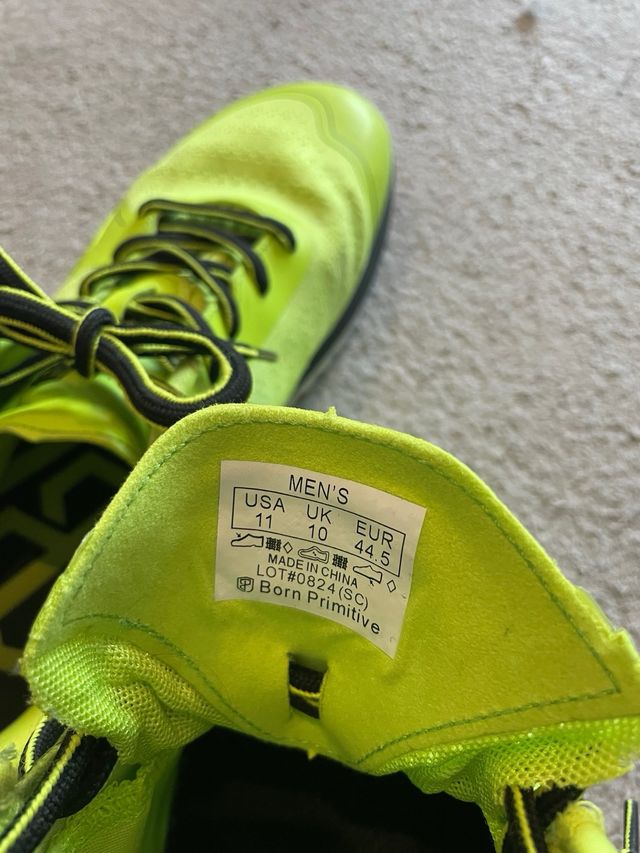 MEN'S
USA UK EUR
11 10 44.5
MADE IN CHINA
LOT#0824(SC)
Born Primitive